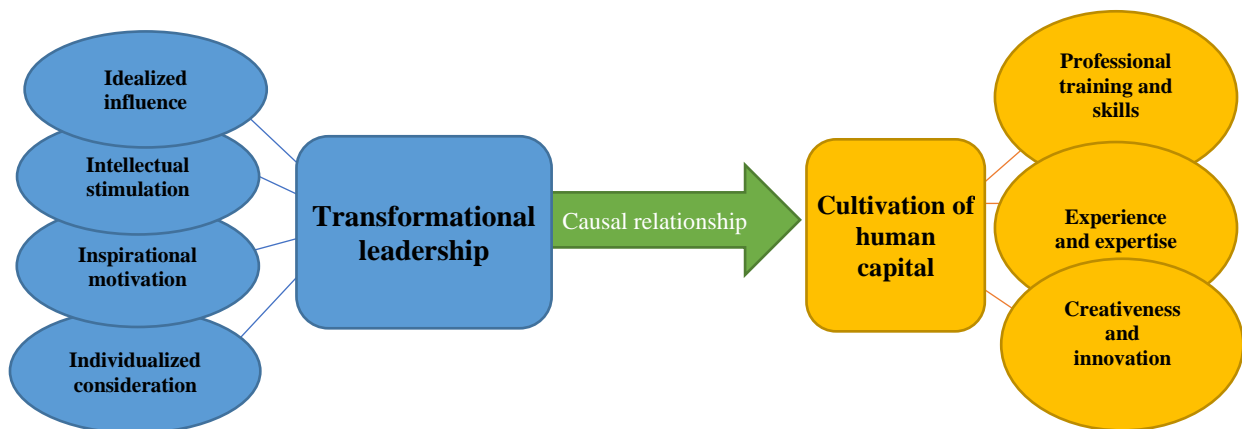 Idealized
influence
Intellectual
stimulation
Inspirational
motivation
Individualized
consideration
Transformational
leadership
Causal relationship
Cultivation of
human
capital
Professional
training and
skills
Experience
and expertise
Creativeness
and
innovation